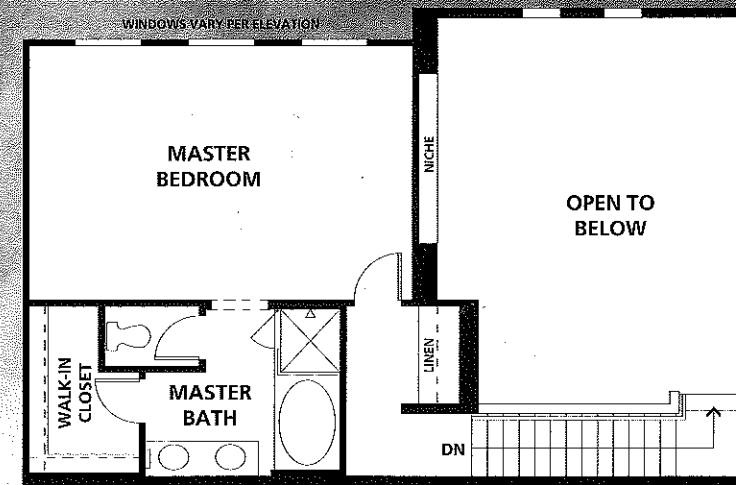 WINDOWS VARY PER ELEVATION
MASTER
BEDROOM
NICHE
OPEN TO
BELOW
WALK-IN
CLOSET
MASTER
BATH
LINEN
DN